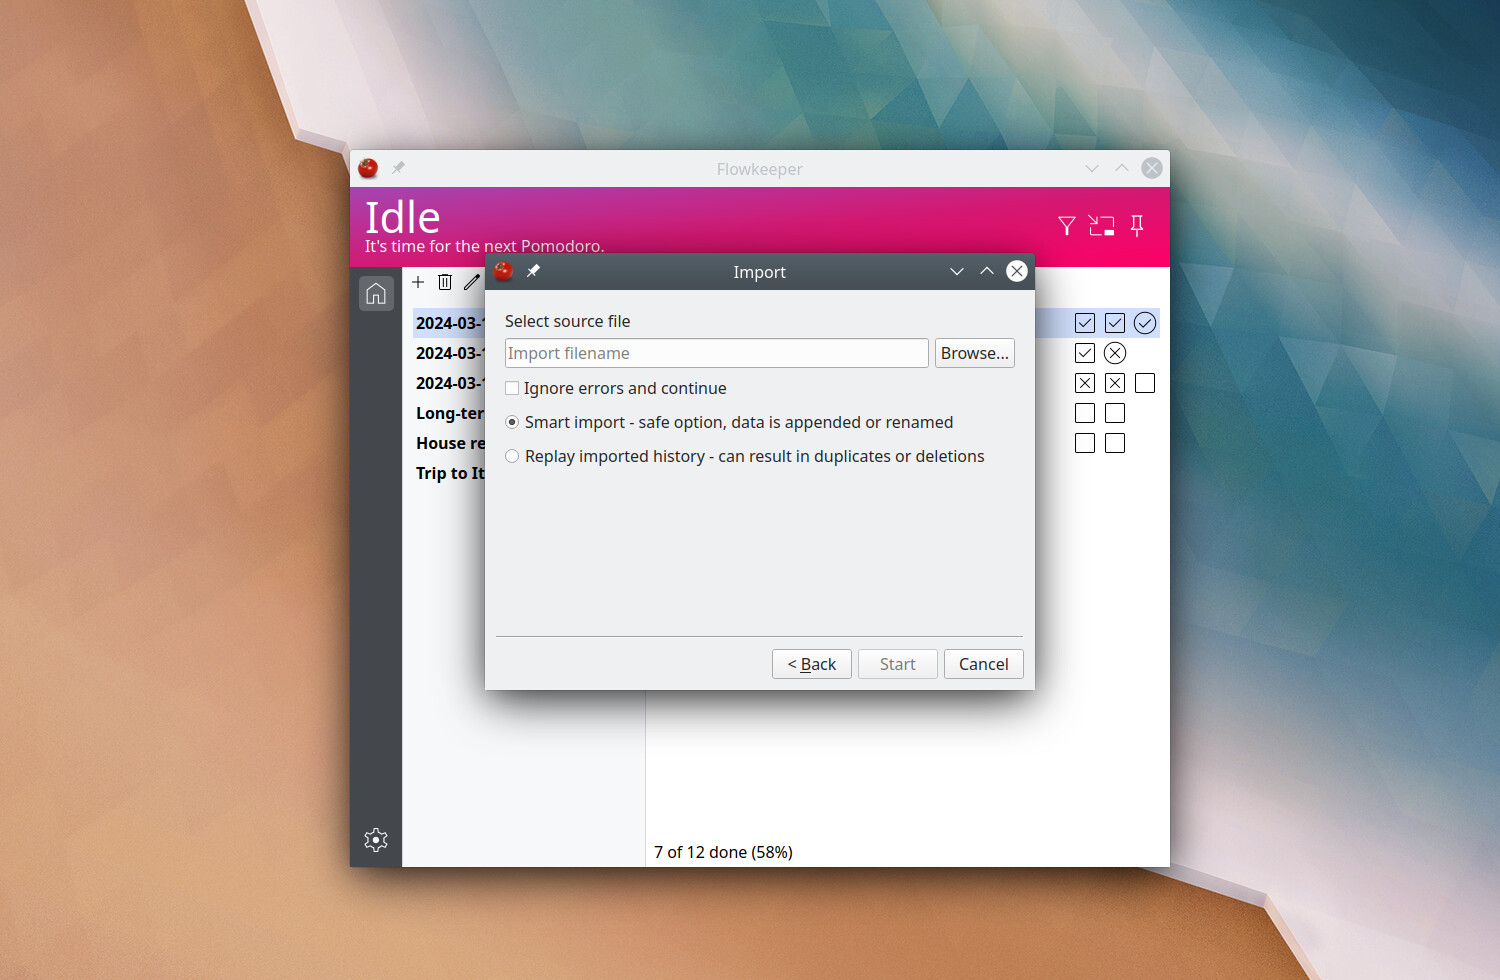 Flowkeeper
Idle
It's time for the next Pomodoro.
Import
2024-03-1
2024-03-1
2024-03-1
Long-ter
House re
Trip to It
Select source file
Import filename
Browse...
Ignore errors and continue
Smart import - safe option, data is appended or renamed
Replay imported history - can result in duplicates or deletions
< Back
Start
Cancel
7 of 12 done (58%)